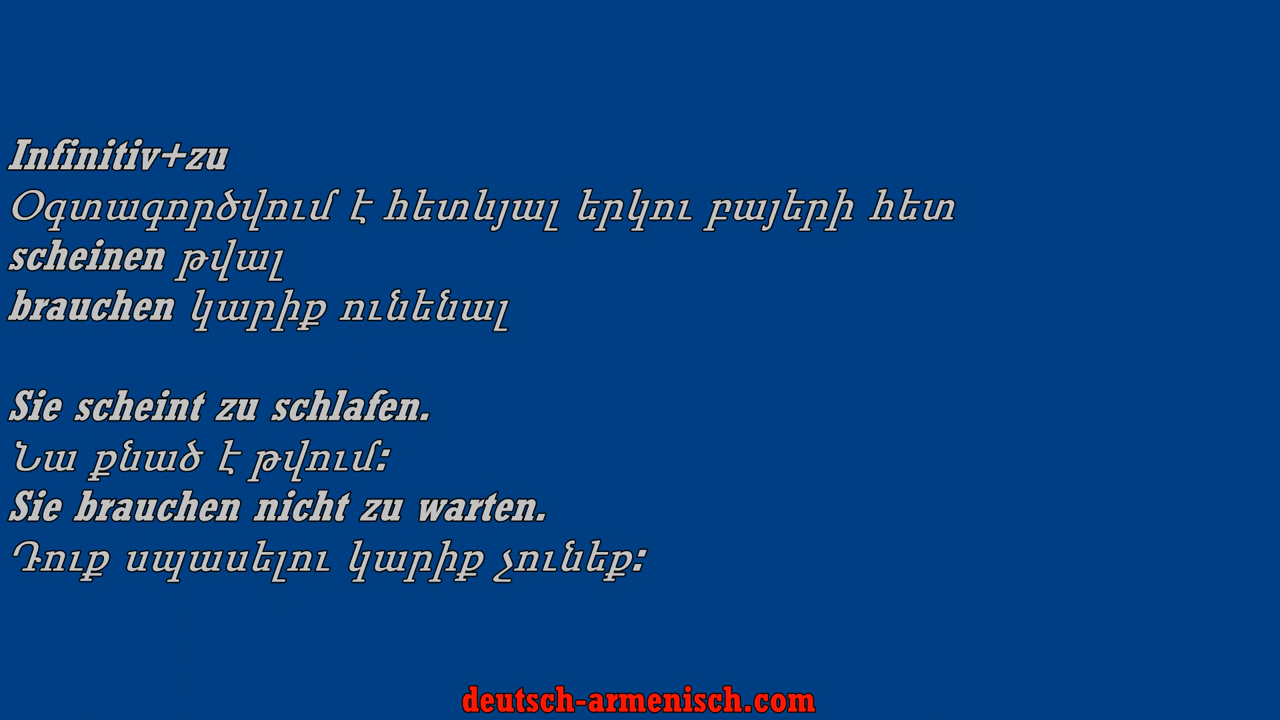 Infinitiv+zu
Օգտագործվում է հետևյալ երկու բայերի հետ
scheinen թվալ
brauchen կարիք ունենալ
Sie scheint zu schlafen.
Նա քնած է թվում:
Sie brauchen nicht zu warten.
Դուք սպասելու կարիք չունեք:
deutsch-armenisch.com